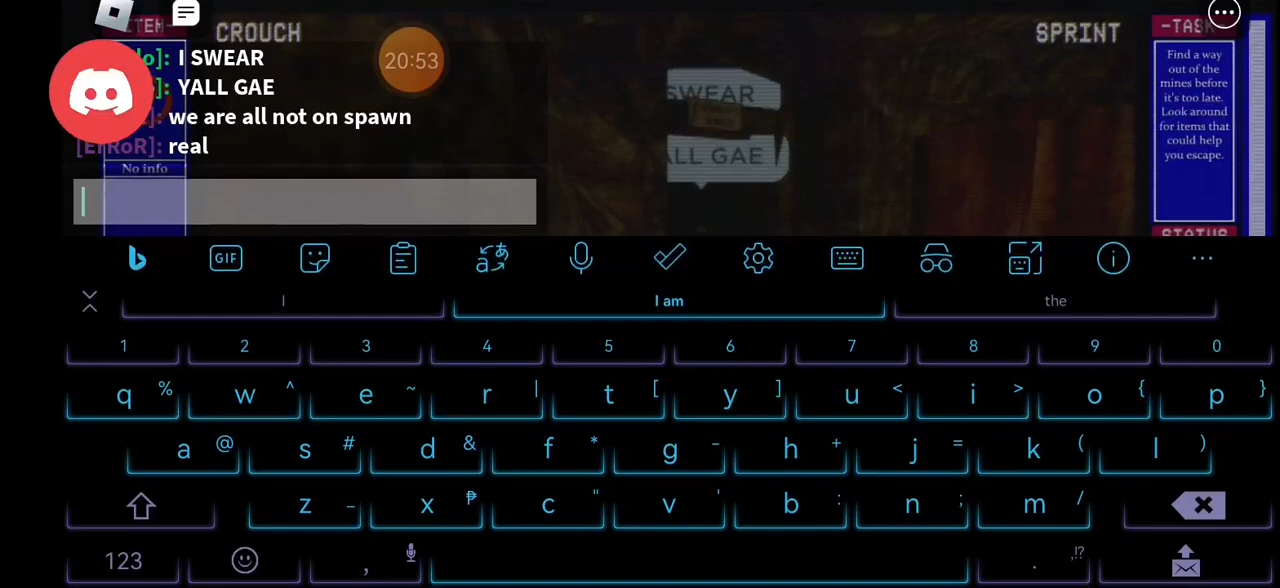 CROUCH
SPRINT
20:53
I SWEAR
YALL GAE
we are all not on spawn
[ErRoR]: real
No info
SWEAR
ALL GAE
-TASK
Find a way
out of the
mines before
it's too late.
Look around
for items that
could help
you escape.
STATUS
GIF
I
I am
the
1 2 3 4 5 6 7 8 9 0
q % w ^ e ~ r | t [ y ] u < i > o { p }
a @ s # d & f * g - h + j = k ( l )
z _ x ₱ c " v ' b : n ; m /
123 , . ,!?